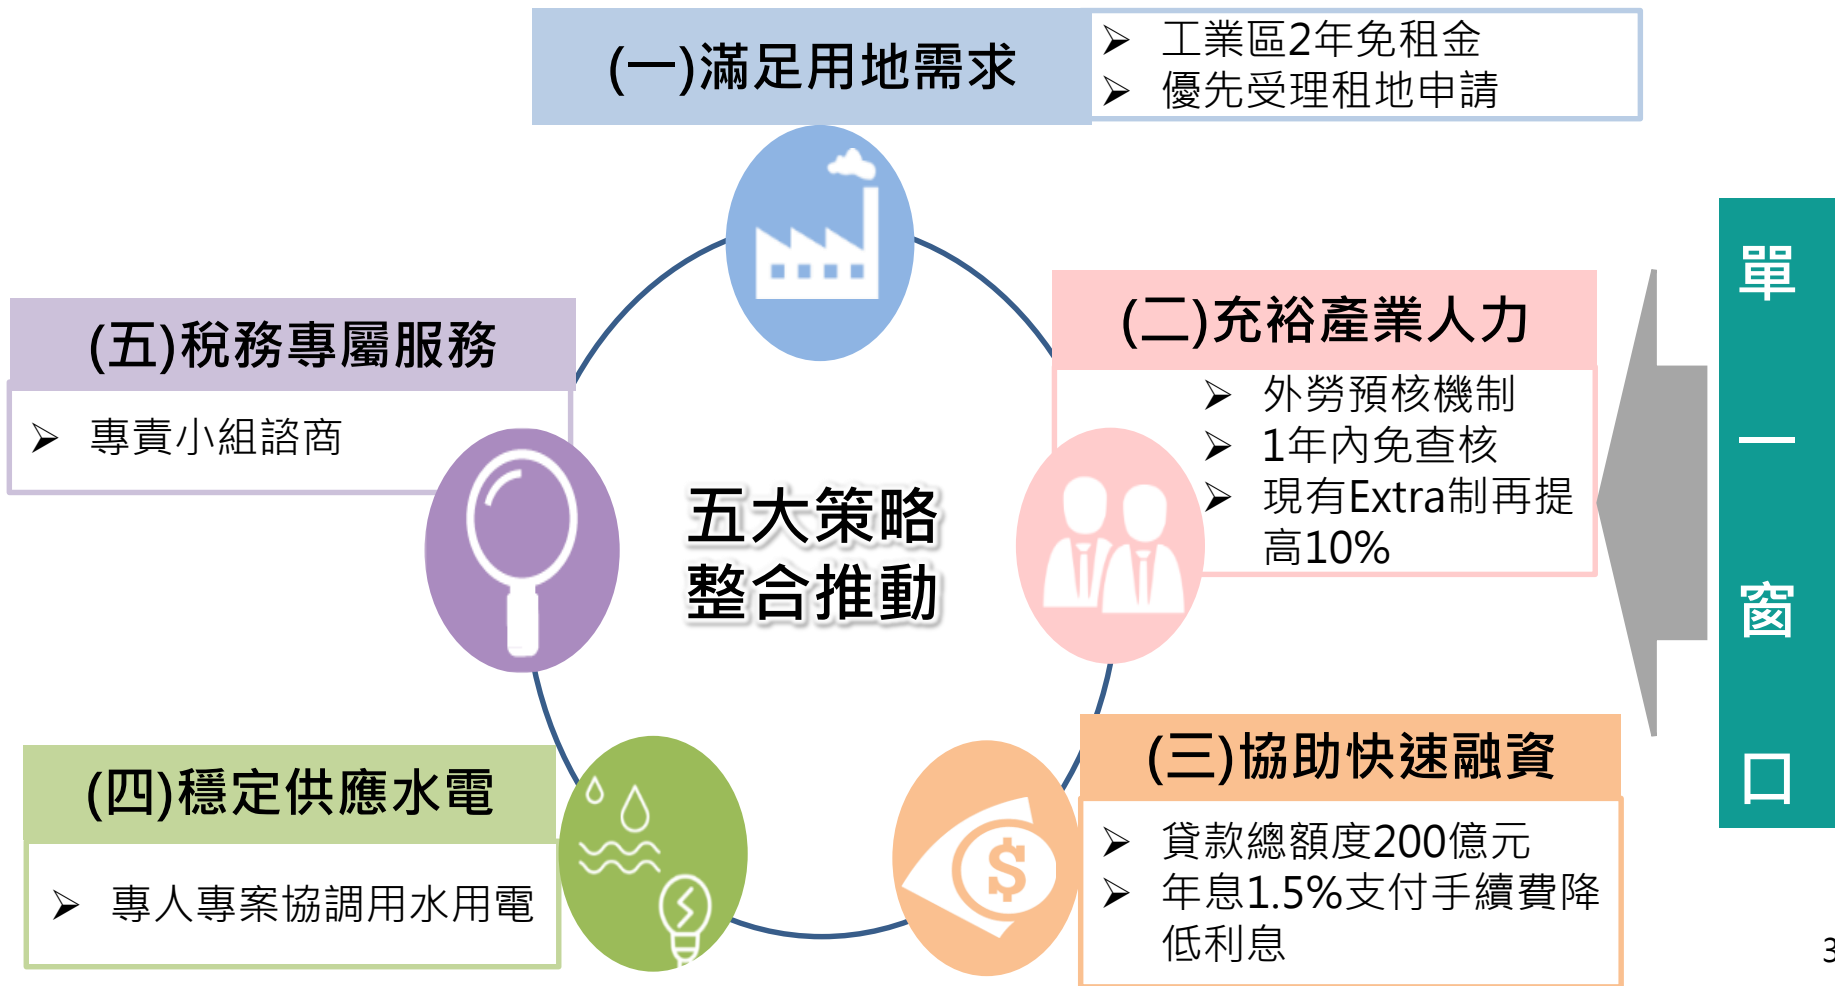 (一)滿足用地需求
➢ 工業區2年免租金
➢ 優先受理租地申請
(二)充裕產業人力
➢ 外勞預核機制
➢ 1年內免查核
➢ 現有Extra制再提
高10%
(三)協助快速融資
➢ 貸款總額度200億元
➢ 年息1.5%支付手續費降
低利息
(四)穩定供應水電
➢ 專人專案協調用水用電
(五)稅務專屬服務
➢ 專責小組諮商
五大策略
整合推動
單
一
窗
口
$
3